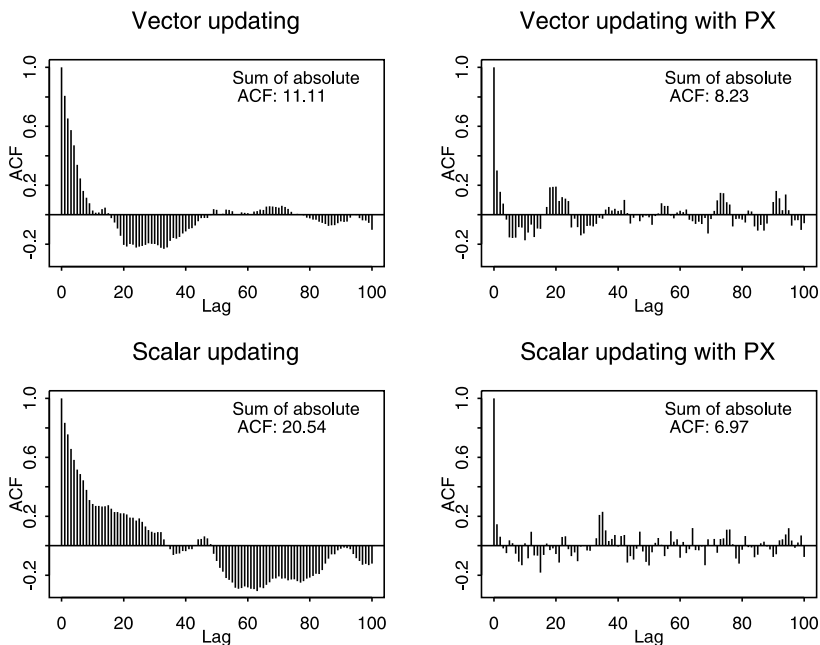 Vector updating
Sum of absolute
ACF: 11.11
ACF
1.0
0.6
0.2
-0.2
0 20 40 60 80 100
Lag
Vector updating with PX
Sum of absolute
ACF: 8.23
ACF
1.0
0.6
0.2
-0.2
0 20 40 60 80 100
Lag
Scalar updating
Sum of absolute
ACF: 20.54
ACF
1.0
0.6
0.2
-0.2
0 20 40 60 80 100
Lag
Scalar updating with PX
Sum of absolute
ACF: 6.97
ACF
1.0
0.6
0.2
-0.2
0 20 40 60 80 100
Lag